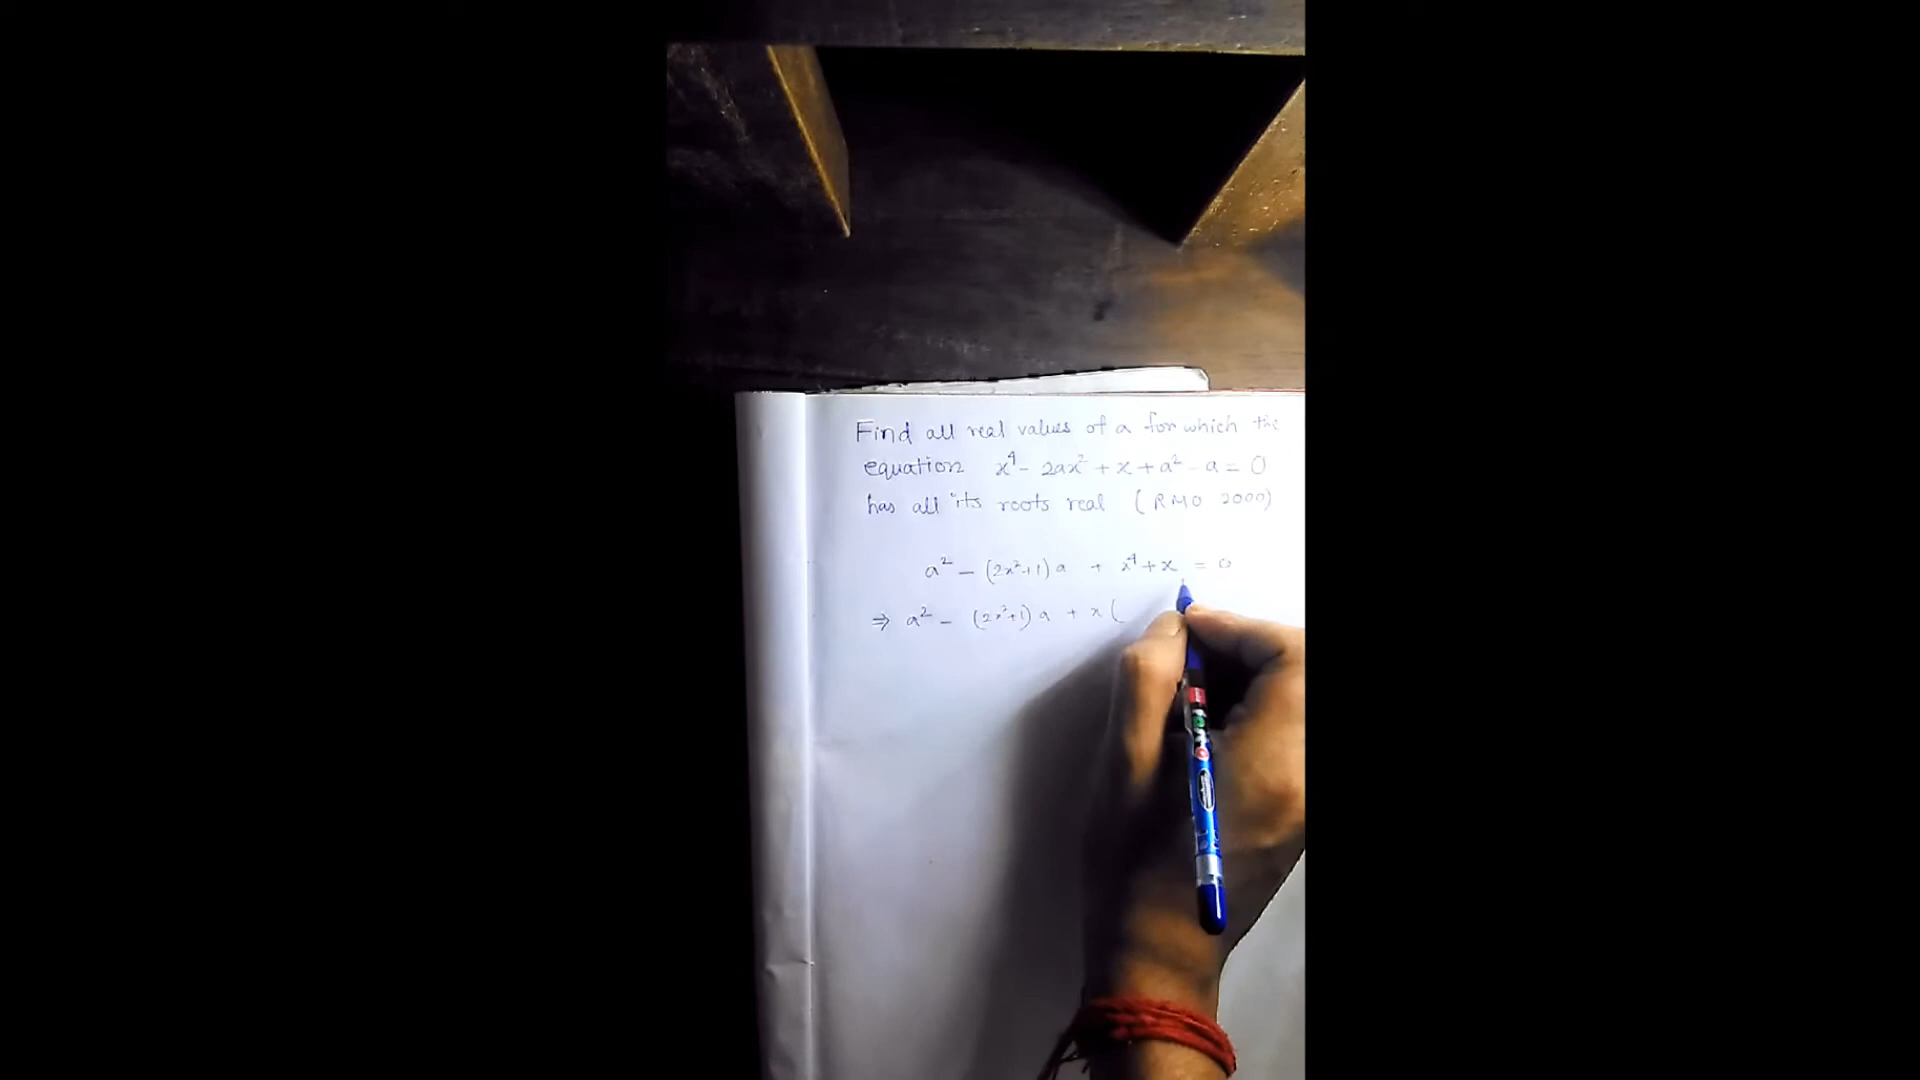 Find all real values of a for which the
equation x⁴ - 2ax² + x + a² - a = 0
has all its roots real (RMO 2000)
a² - (2x²+1)a + x⁴ + x = 0
⇒ a² - (2x²+1)a + x(